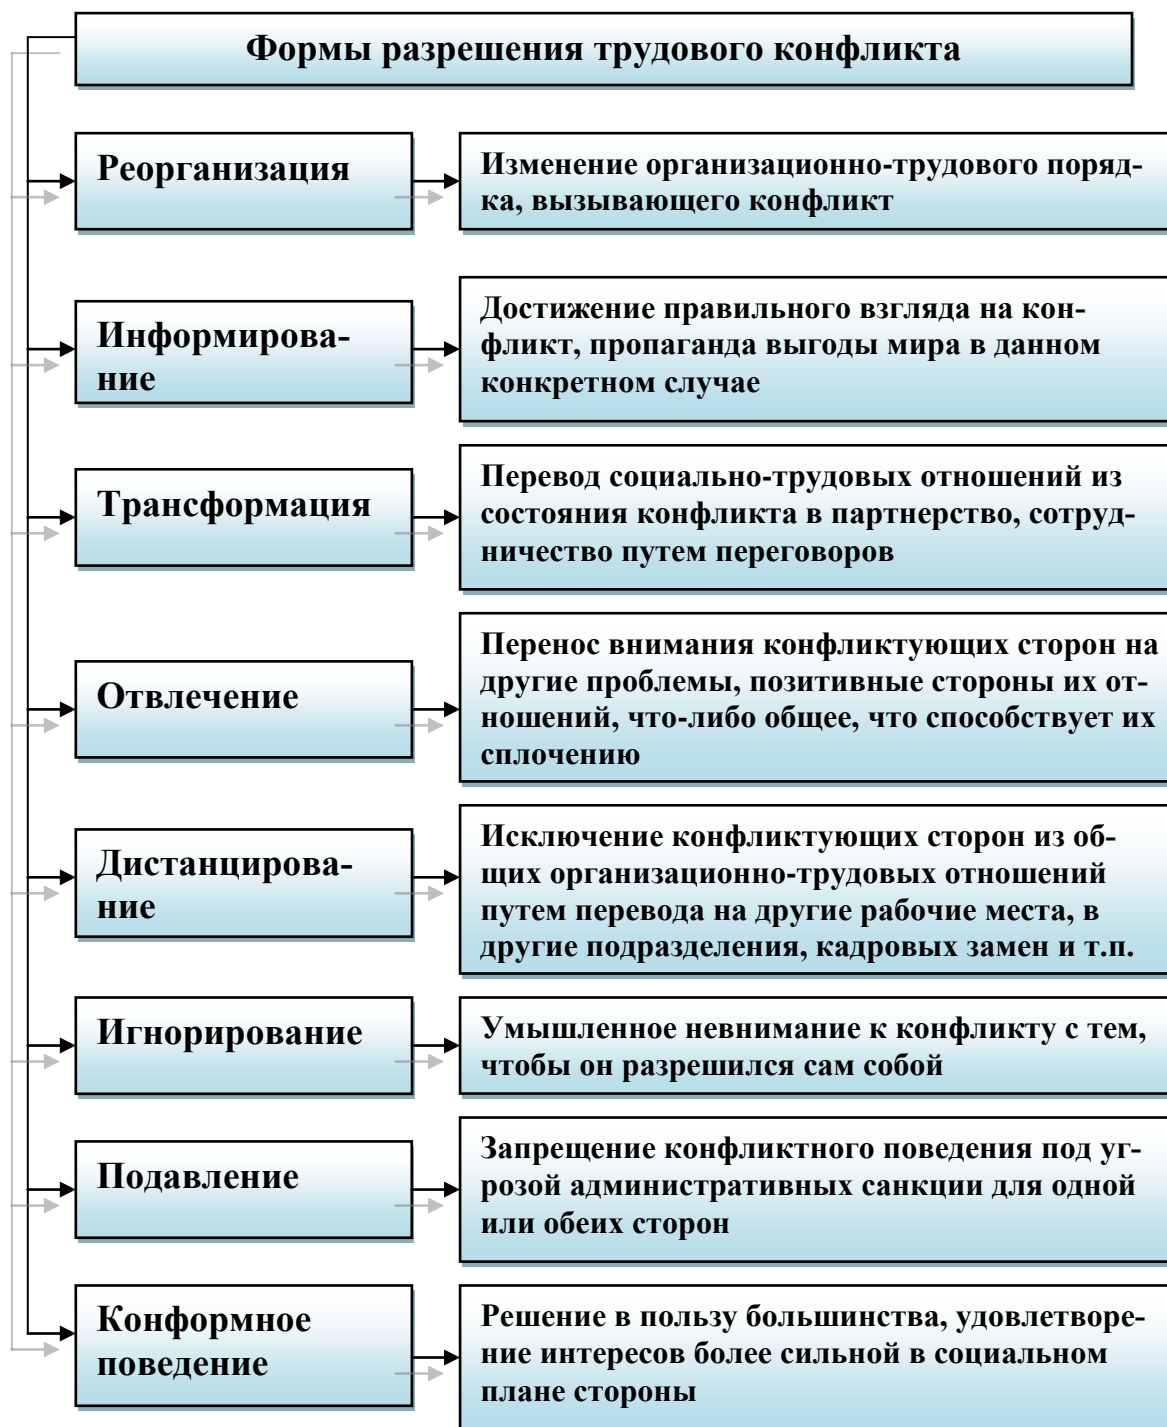 Формы разрешения трудового конфликта
Реорганизация
Изменение организационно-трудового поряд-
ка, вызывающего конфликт
Информирова-
ние
Достижение правильного взгляда на кон-
фликт, пропаганда выгоды мира в данном
конкретном случае
Трансформация
Перевод социально-трудовых отношений из
состояния конфликта в партнерство, сотруд-
ничество путем переговоров
Отвлечение
Перенос внимания конфликтующих сторон на
другие проблемы, позитивные стороны их от-
ношений, что-либо общее, что способствует их
сплочению
Дистанцирова-
ние
Исключение конфликтующих сторон из об-
щих организационно-трудовых отношений
путем перевода на другие рабочие места, в
другие подразделения, кадровых замен и т.п.
Игнорирование
Умышленное невнимание к конфликту с тем,
чтобы он разрешился сам собой
Подавление
Запрещение конфликтного поведения под уг-
розой административных санкции для одной
или обеих сторон
Конформное
поведение
Решение в пользу большинства, удовлетворе-
ние интересов более сильной в социальном
плане стороны